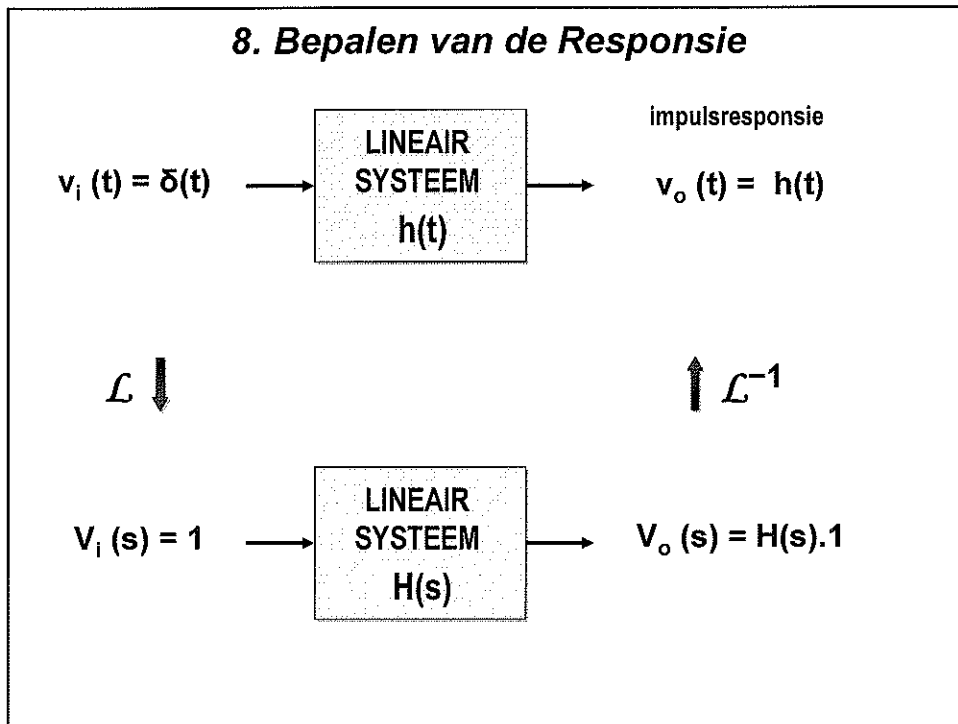 8. Bepalen van de Responsie
impulsresponsie
vᵢ (t) = δ(t)
LINEAIR
SYSTEEM
h(t)
vₒ (t) = h(t)
ℒ
ℒ⁻¹
Vᵢ (s) = 1
LINEAIR
SYSTEEM
H(s)
Vₒ (s) = H(s).1